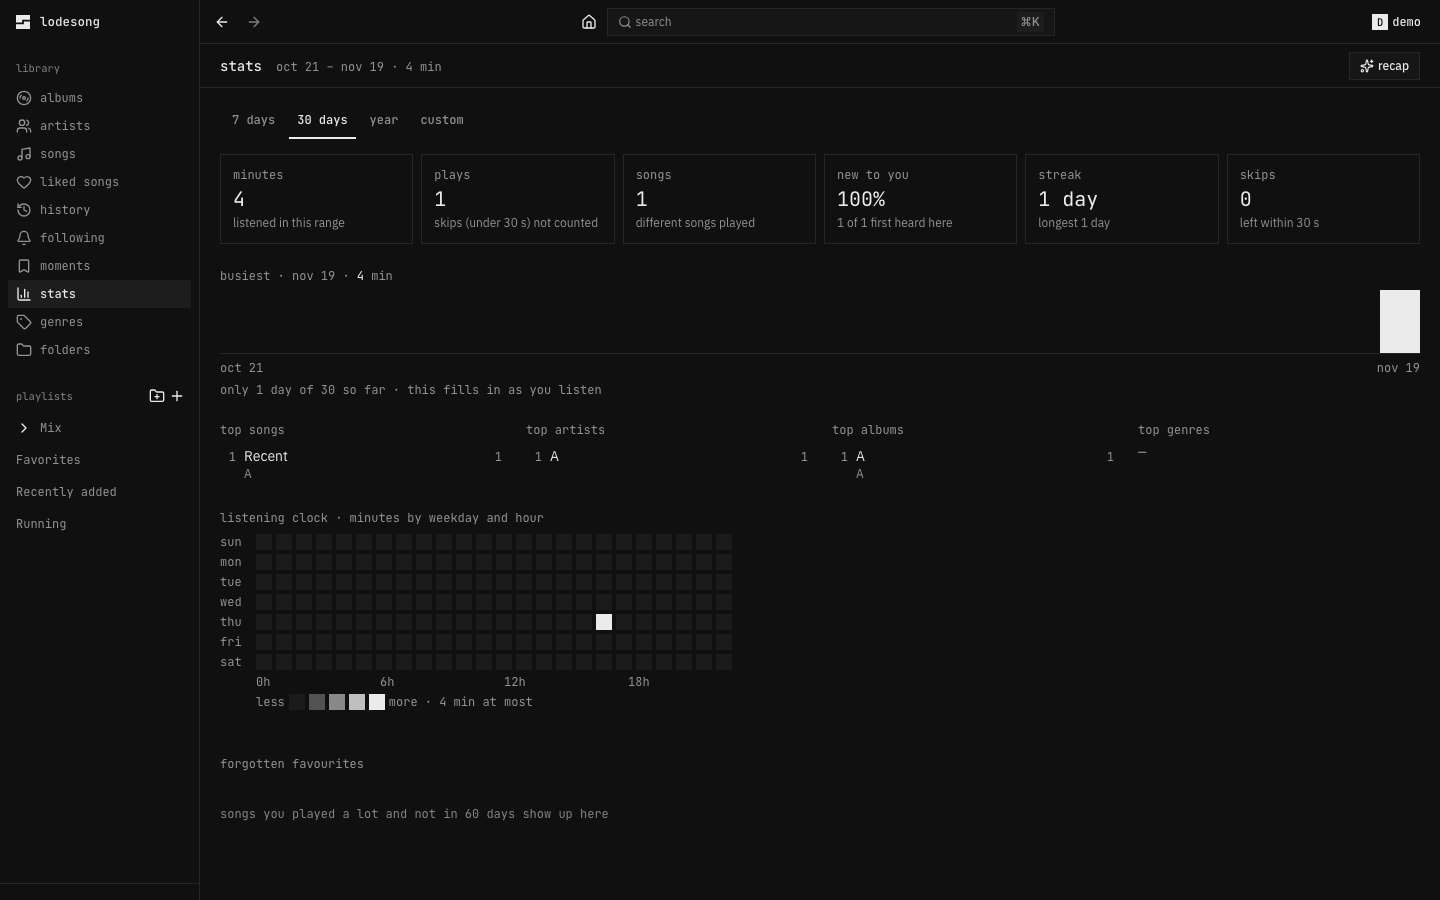 lodesong
search
⌘K
D demo
library
albums
artists
songs
liked songs
history
following
moments
stats
genres
folders
playlists
Mix
Favorites
Recently added
Running
stats oct 21 – nov 19 · 4 min
recap
7 days 30 days year custom
minutes
4
listened in this range
plays
1
skips (under 30 s) not counted
songs
1
different songs played
new to you
100%
1 of 1 first heard here
streak
1 day
longest 1 day
skips
0
left within 30 s
busiest · nov 19 · 4 min
oct 21 nov 19
only 1 day of 30 so far · this fills in as you listen
top songs
1 Recent 1
A
top artists
1 A 1
top albums
1 A 1
A
top genres
—
listening clock · minutes by weekday and hour
sun
mon
tue
wed
thu
fri
sat
0h 6h 12h 18h
less more · 4 min at most
forgotten favourites
songs you played a lot and not in 60 days show up here